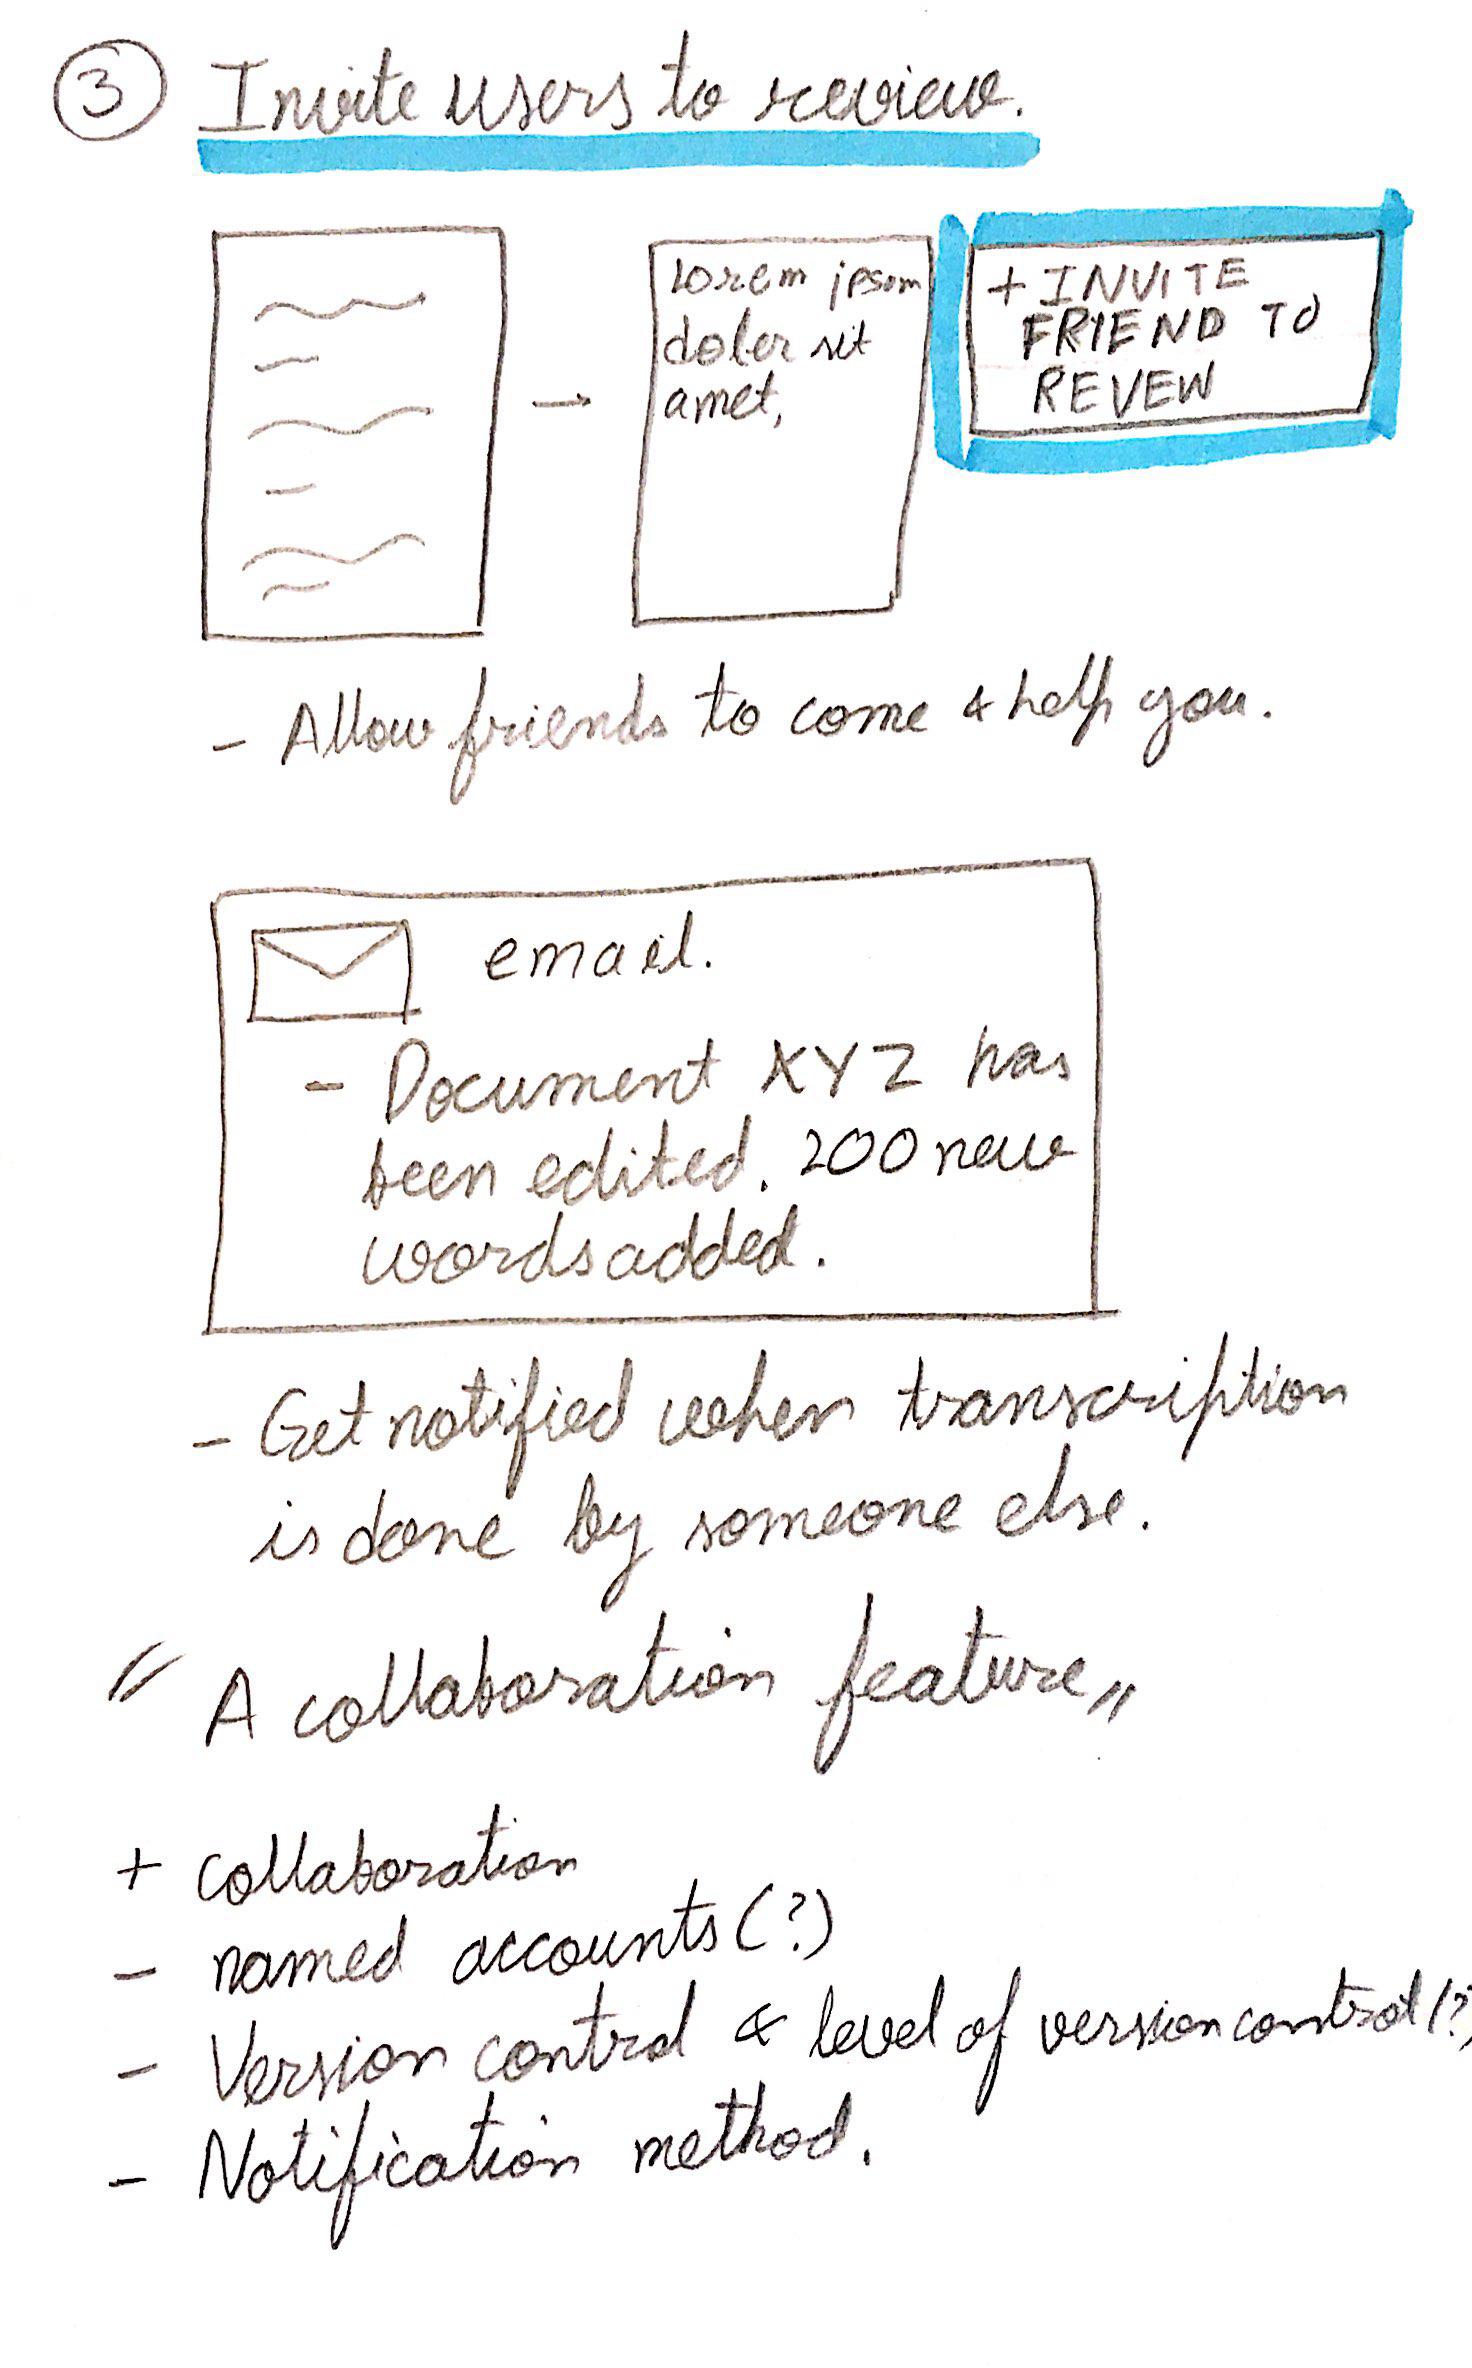 3 Invite users to review.
lorem ipsum
doler sit
amet,
+ INVITE
FRIEND TO
REVEW
- Allow friends to come & help you.
email.
- Document XYZ has
been edited. 200 new
words added.
- Get notified when transcription
is done by someone else.
" A collaboration feature„
+ collaboration
- named accounts (?)
- Version control & level of version control (?)
- Notification method.